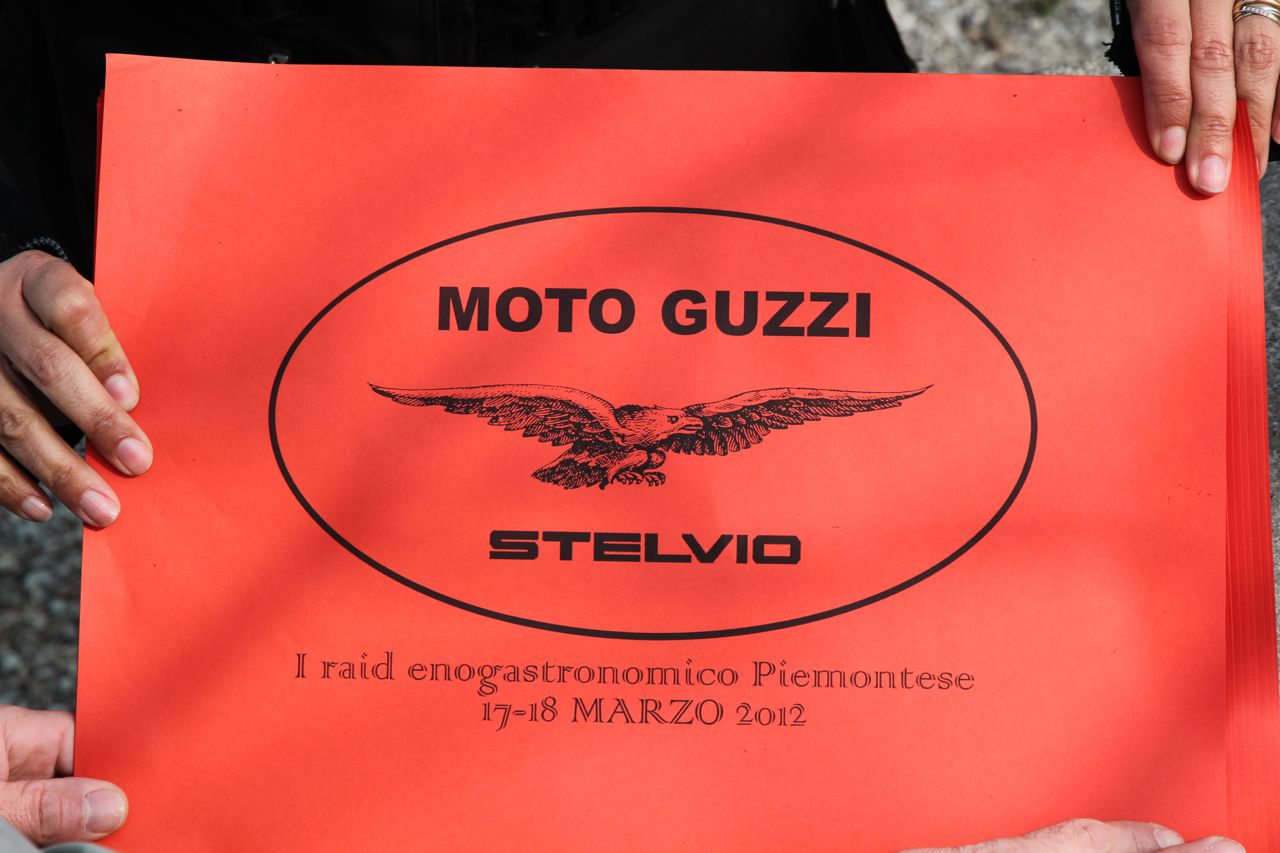 MOTO GUZZI
STELVIO
I raid enogastronomico Piemontese
17-18 MARZO 2012